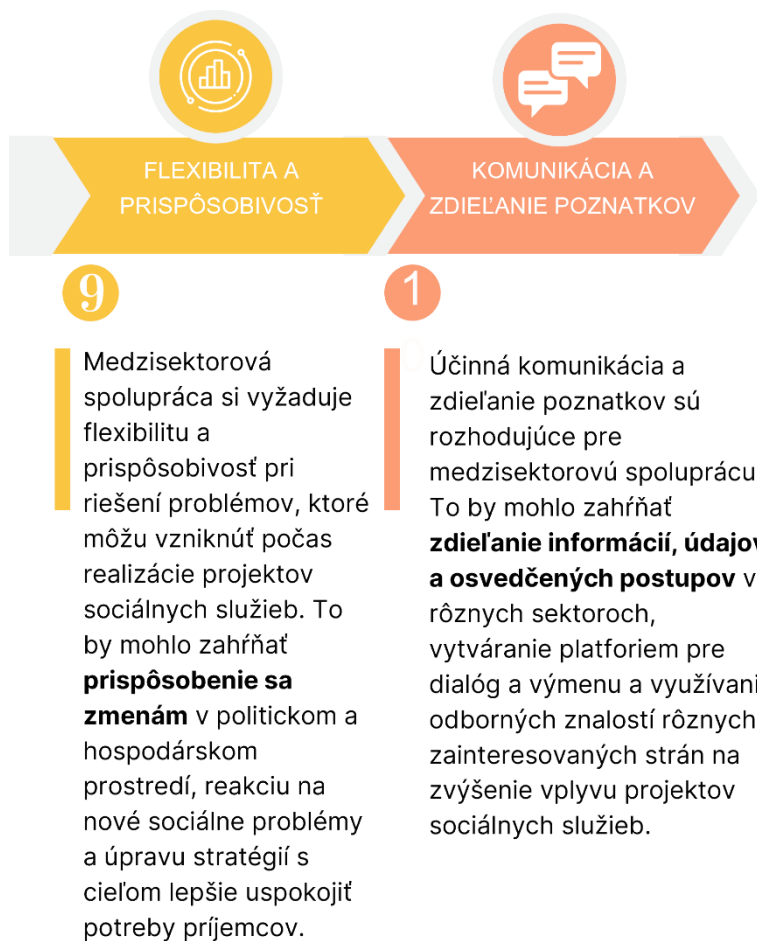 FLEXIBILITA A
PRISPÔSOBIVOSŤ
9
Medzisektorová
spolupráca si vyžaduje
flexibilitu a
prispôsobivosť pri
riešení problémov, ktoré
môžu vzniknúť počas
realizácie projektov
sociálnych služieb. To
by mohlo zahŕňať
prispôsobenie sa
zmenám v politickom a
hospodárskom
prostredí, reakciu na
nové sociálne problémy
a úpravu stratégií s
cieľom lepšie uspokojiť
potreby príjemcov.
KOMUNIKÁCIA A
ZDIEĽANIE POZNATKOV
1
Účinná komunikácia a
zdieľanie poznatkov sú
rozhodujúce pre
medzisektorovú spoluprácu
To by mohlo zahŕňať
zdieľanie informácií, údajov
a osvedčených postupov v
rôznych sektoroch,
vytváranie platforiem pre
dialóg a výmenu a využívani
odborných znalostí rôznych
zainteresovaných strán na
zvýšenie vplyvu projektov
sociálnych služieb.